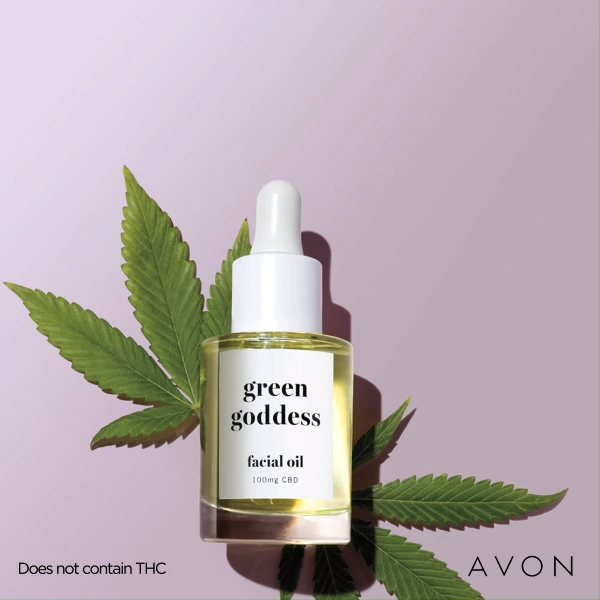 green
goddess
facial oil
100mg CBD
Does not contain THC
AVON